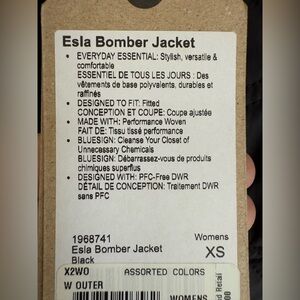 Esla Bomber Jacket
• EVERYDAY ESSENTIAL: Stylish, versatile &
comfortable
ESSENTIEL DE TOUS LES JOURS : Des
vêtements de base polyvalents, durables et
raffinés
• DESIGNED TO FIT: Fitted
CONCEPTION ET COUPE: Coupe ajustée
• MADE WITH: Performance Woven
FAIT DE: Tissu tissé performance
• BLUESIGN: Cleanse Your Closet of
Unnecessary Chemicals
BLUESIGN: Débarrassez-vous de produits
chimiques superflus
• DESIGNED WITH: PFC-Free DWR
DÉTAIL DE CONCEPTION: Traitement DWR
sans PFC
1968741 Womens
Esla Bomber Jacket XS
Black
X2WO ASSORTED COLORS
W OUTER
WOMENS
Retail